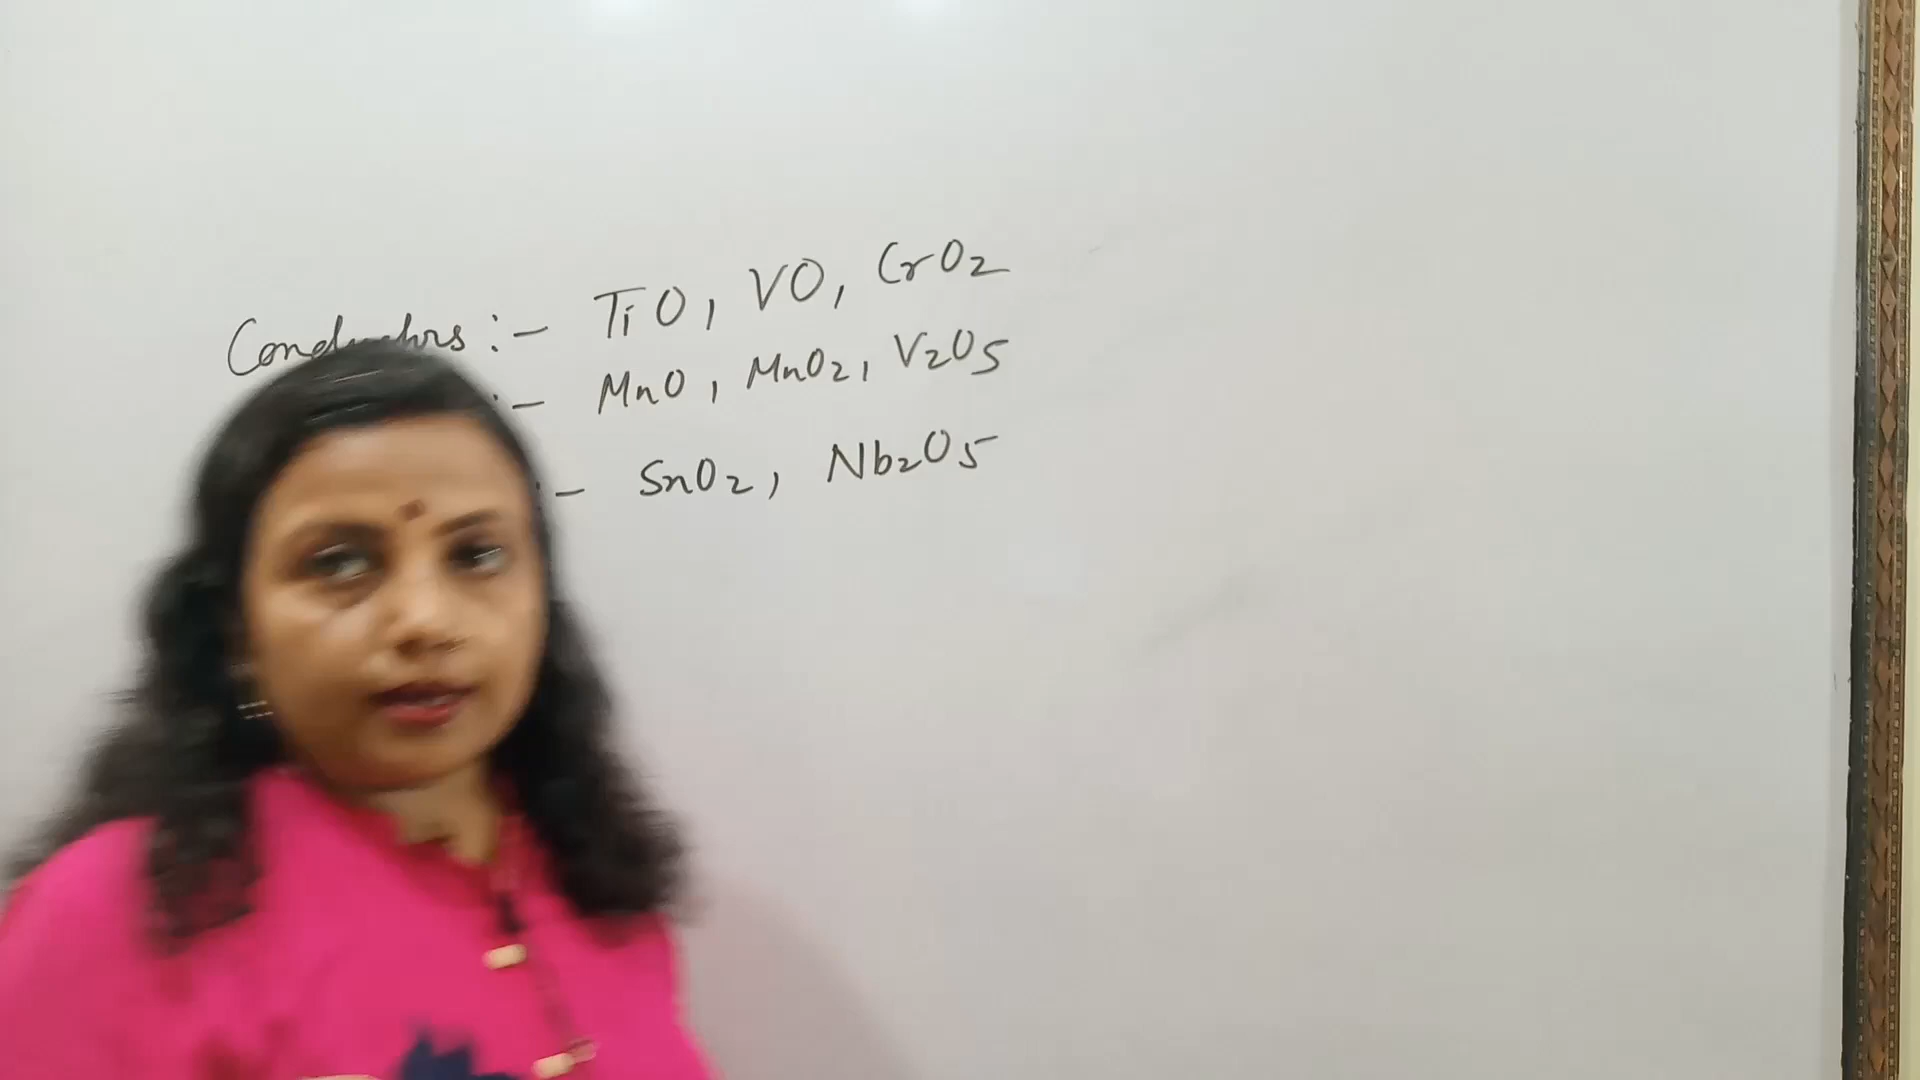 Conductors :- TiO, VO, CrO2
:- MnO, MnO2, V2O5
:- SnO2, Nb2O5